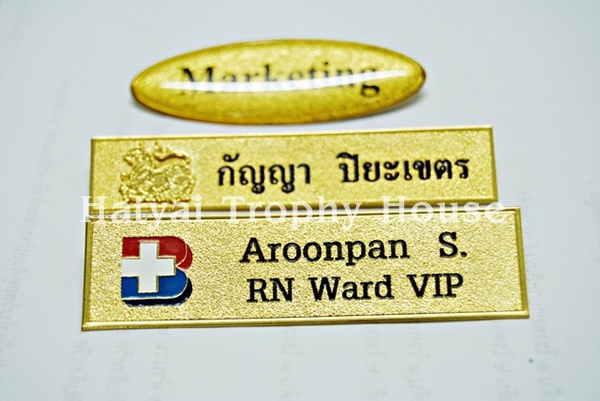 Marketing
กัญญา ปิยะเขตร
Hatyai Trophy House
B
Aroonpan S.
RN Ward VIP